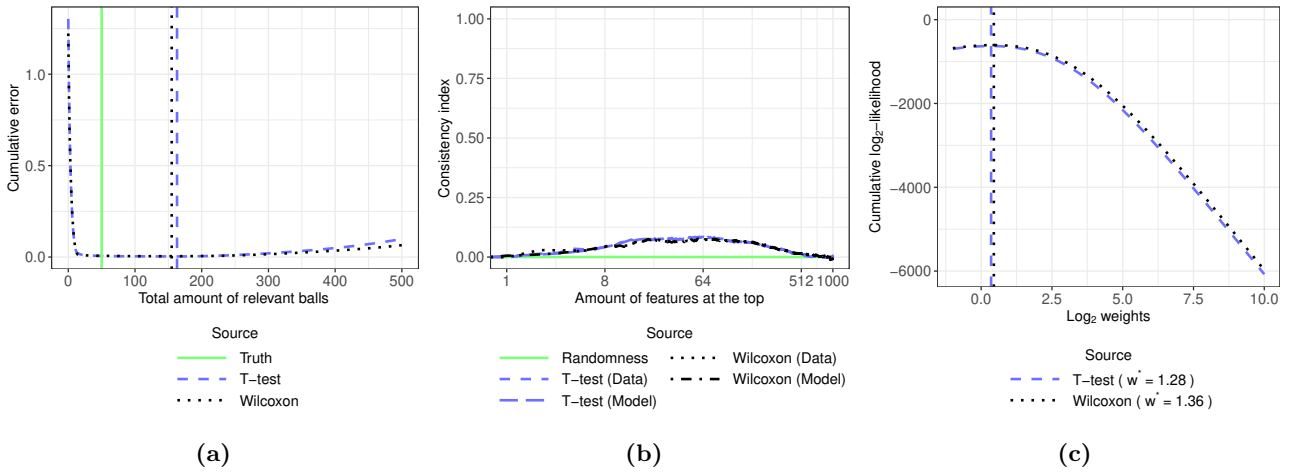 Cumulative error
1.0
0.5
0.0
0 100 200 300 400 500
Total amount of relevant balls
Source
Truth
T−test
Wilcoxon
(a)
Consistency index
1.00
0.75
0.50
0.25
0.00
1 8 64 512 1000
Amount of features at the top
Source
Randomness
T−test (Data)
T−test (Model)
Wilcoxon (Data)
Wilcoxon (Model)
(b)
Cumulative log₂−likelihood
0
−2000
−4000
−6000
0.0 2.5 5.0 7.5 10.0
Log₂ weights
Source
T−test ( w* = 1.28 )
Wilcoxon ( w* = 1.36 )
(c)